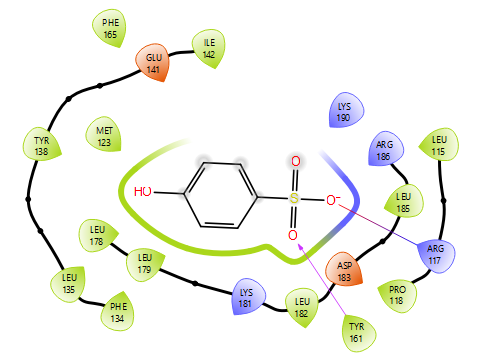 PHE
165
GLU
141
ILE
142
LYS
190
TYR
138
MET
123
ARG
186
LEU
115
HO
O
S
O⁻
O
LEU
185
LEU
178
LEU
179
ARG
117
ASP
183
LEU
135
PHE
134
LYS
181
LEU
182
PRO
118
TYR
161